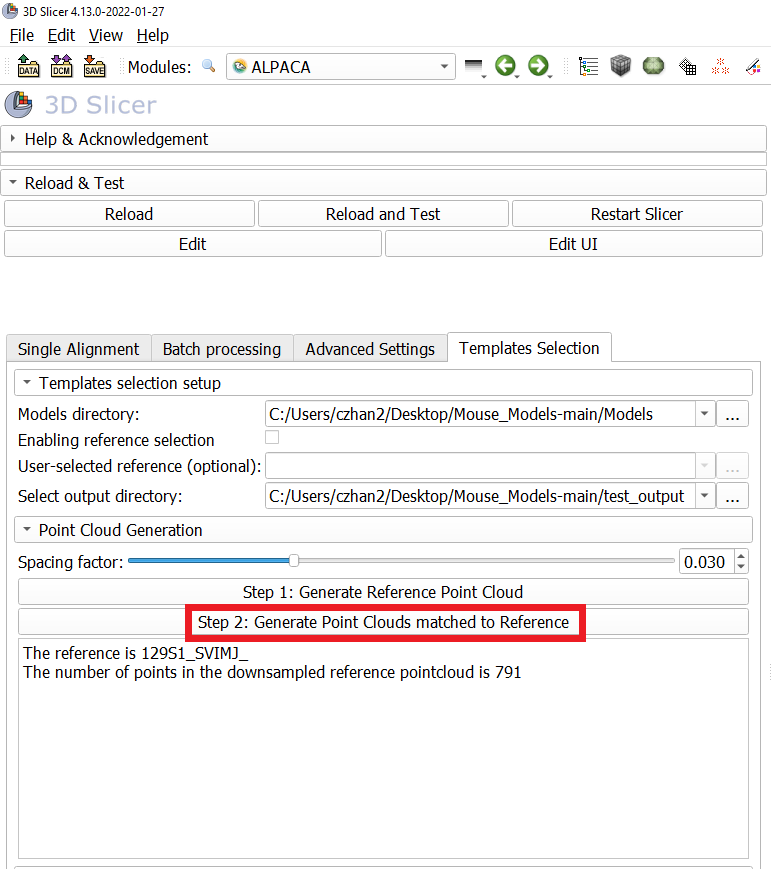 3D Slicer 4.13.0-2022-01-27
File Edit View Help
DATA DCM SAVE Modules: ALPACA
3D Slicer
Help & Acknowledgement
Reload & Test
Reload Reload and Test Restart Slicer
Edit Edit UI
Single Alignment Batch processing Advanced Settings Templates Selection
Templates selection setup
Models directory: C:/Users/czhan2/Desktop/Mouse_Models-main/Models ...
Enabling reference selection
User-selected reference (optional): ...
Select output directory: C:/Users/czhan2/Desktop/Mouse_Models-main/test_output ...
Point Cloud Generation
Spacing factor: 0.030
Step 1: Generate Reference Point Cloud
Step 2: Generate Point Clouds matched to Reference
The reference is 129S1_SVIMJ_
The number of points in the downsampled reference pointcloud is 791